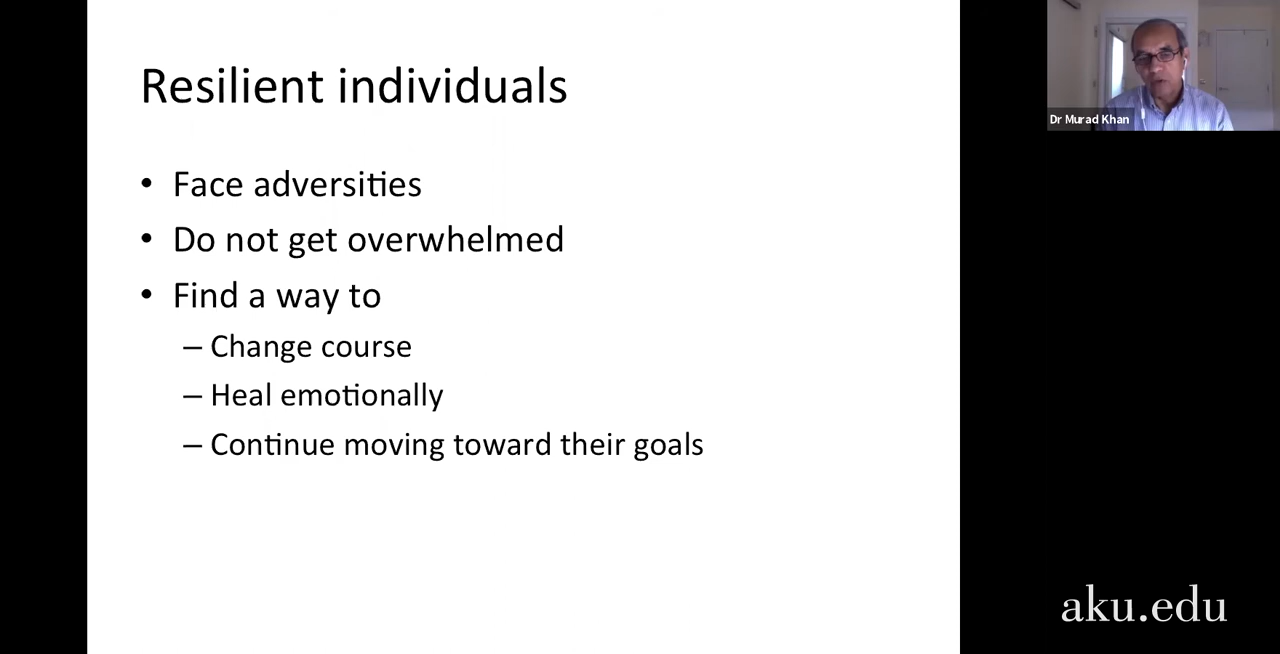 Resilient individuals
• Face adversities
• Do not get overwhelmed
• Find a way to
– Change course
– Heal emotionally
– Continue moving toward their goals
Dr Murad Khan
aku.edu